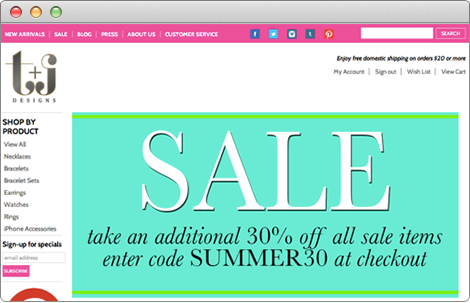 NEW ARRIVALS | SALE | BLOG | PRESS | ABOUT US | CUSTOMER SERVICE
SEARCH
t+j
DESIGNS
Enjoy free domestic shipping on orders $20 or more
My Account | Sign out | Wish List | View Cart
SHOP BY
PRODUCT
View All
Necklaces
Bracelets
Bracelet Sets
Earrings
Watches
Rings
iPhone Accessories
Sign-up for specials
email address
SUBSCRIBE
SALE
take an additional 30% off all sale items
enter code SUMMER30 at checkout